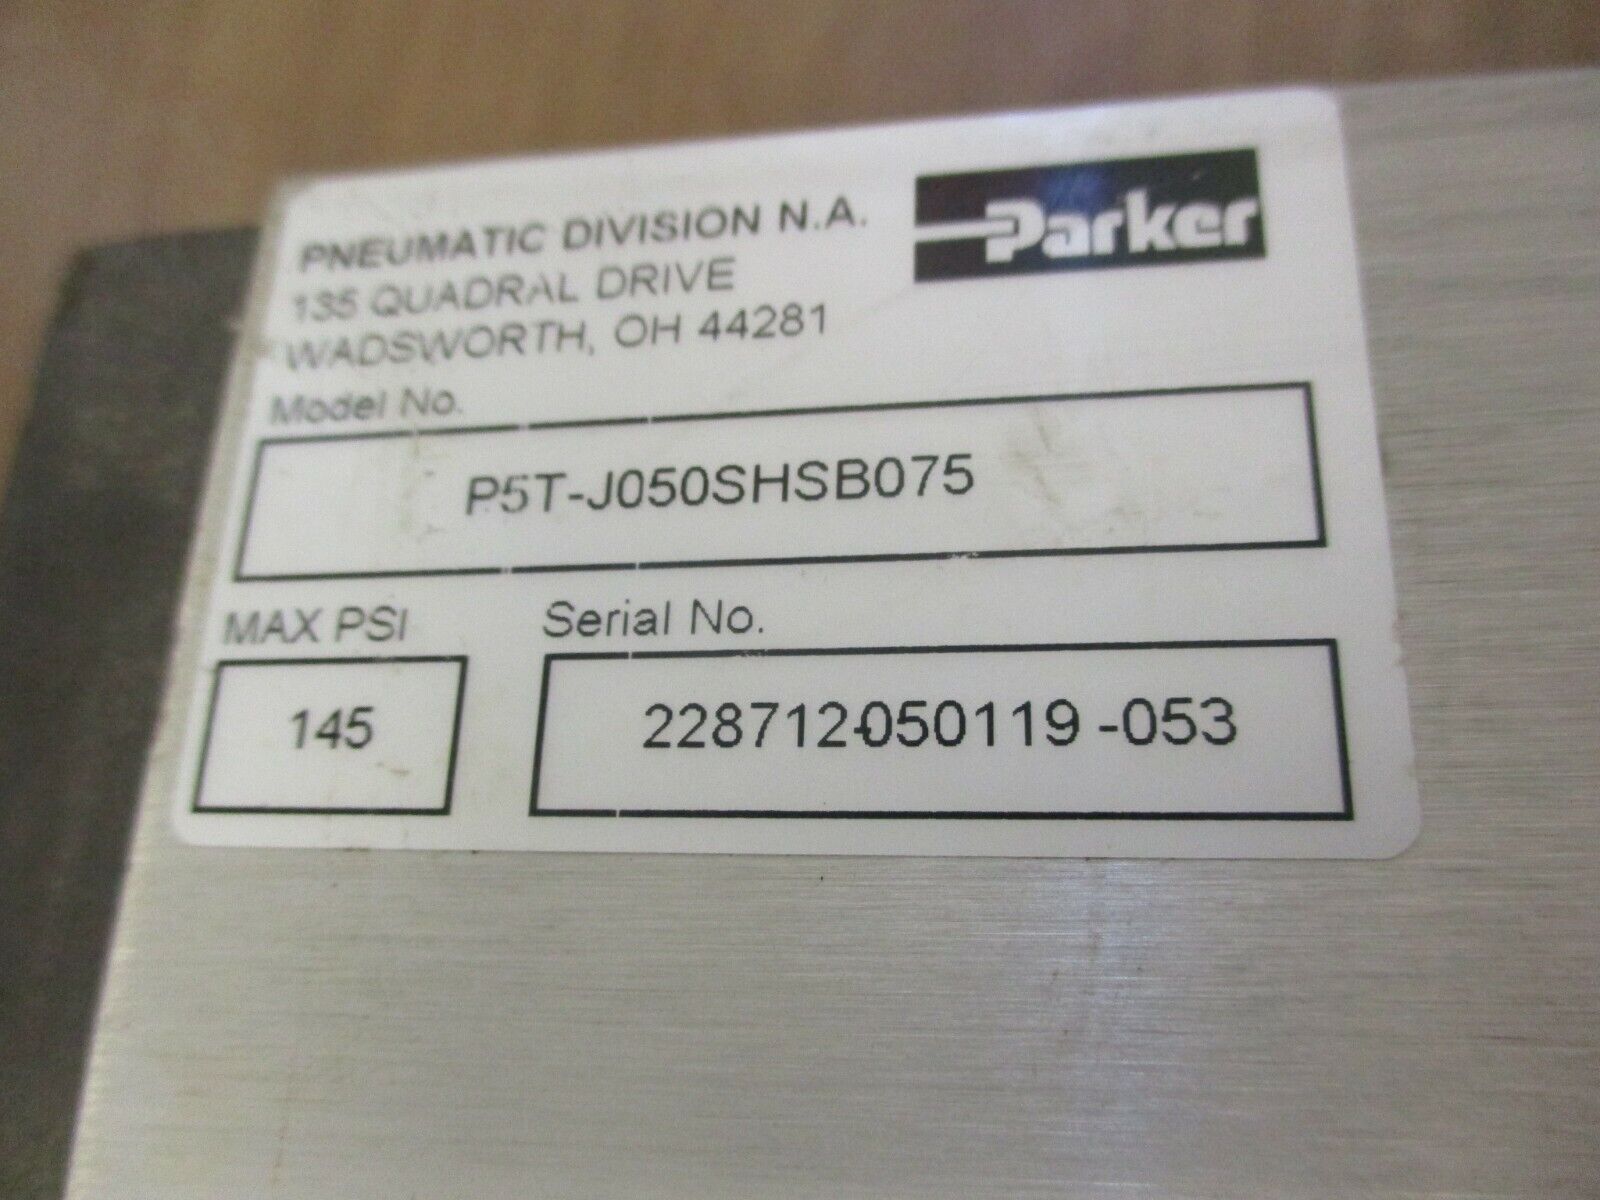 PNEUMATIC DIVISION N.A.
135 QUADRAL DRIVE
WADSWORTH, OH 44281
Parker
Model No.
P5T-J050SHSB075
MAX PSI
145
Serial No.
228712-050119 -053